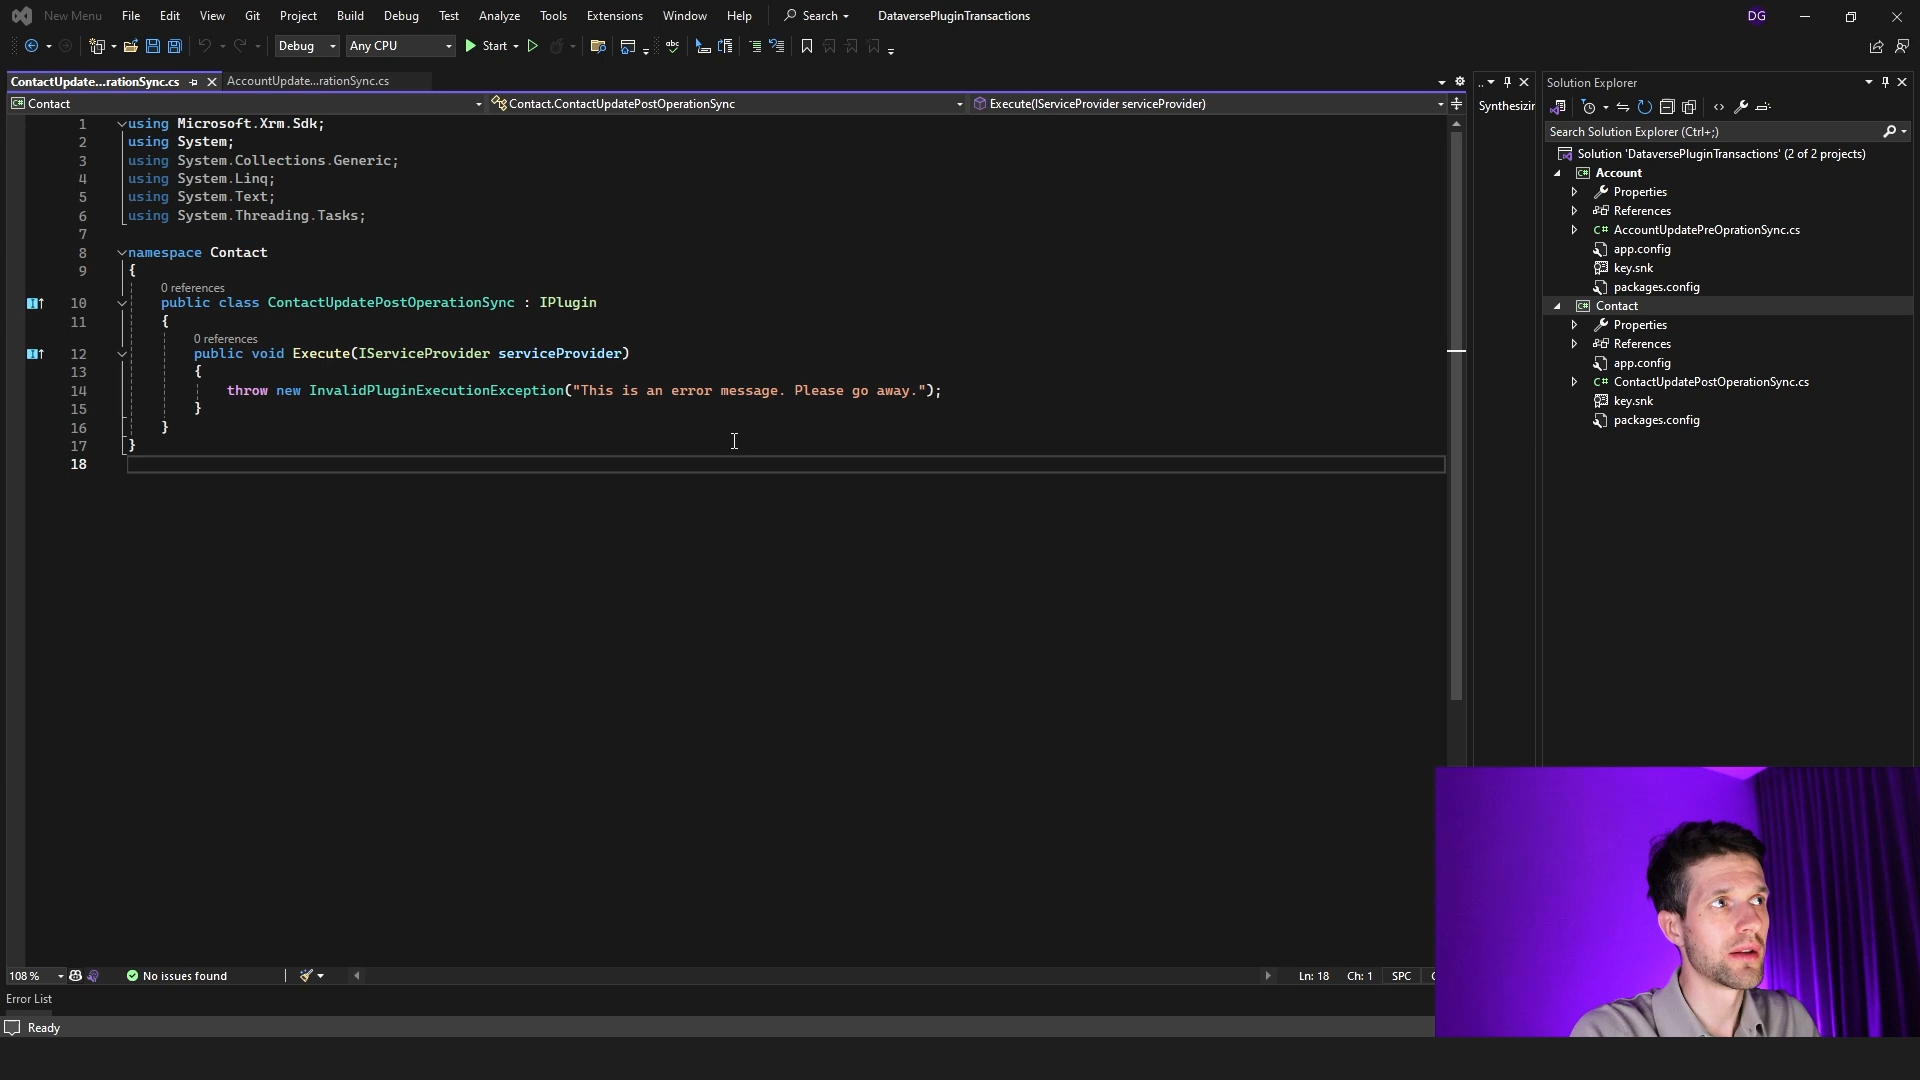 New Menu File Edit View Git Project Build Debug Test Analyze Tools Extensions Window Help Search DataversePluginTransactions DG
Debug Any CPU Start
ContactUpdate...rationSync.cs AccountUpdate...rationSync.cs
Contact Contact.ContactUpdatePostOperationSync Execute(IServiceProvider serviceProvider)
1 using Microsoft.Xrm.Sdk;
2 using System;
3 using System.Collections.Generic;
4 using System.Linq;
5 using System.Text;
6 using System.Threading.Tasks;
7
8 namespace Contact
9 {
0 references
10 public class ContactUpdatePostOperationSync : IPlugin
11 {
0 references
12 public void Execute(IServiceProvider serviceProvider)
13 {
14 throw new InvalidPluginExecutionException("This is an error message. Please go away.");
15 }
16 }
17 }
18
108 % No issues found Ln: 18 Ch: 1 SPC
Error List
Ready
..
Solution Explorer
Search Solution Explorer (Ctrl+;)
Solution 'DataversePluginTransactions' (2 of 2 projects)
C# Account
Properties
References
C# AccountUpdatePreOprationSync.cs
app.config
key.snk
packages.config
C# Contact
Properties
References
app.config
C# ContactUpdatePostOperationSync.cs
key.snk
packages.config